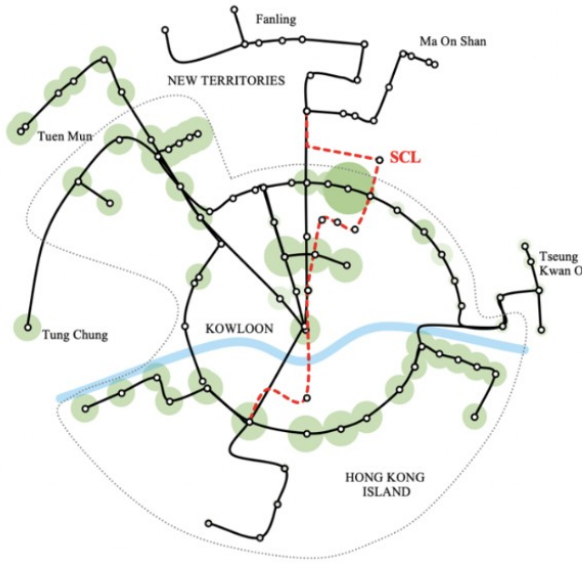 Fanling
Ma On Shan
NEW TERRITORIES
Tuen Mun
SCL
Tseung
Kwan O
Tung Chung
KOWLOON
HONG KONG
ISLAND